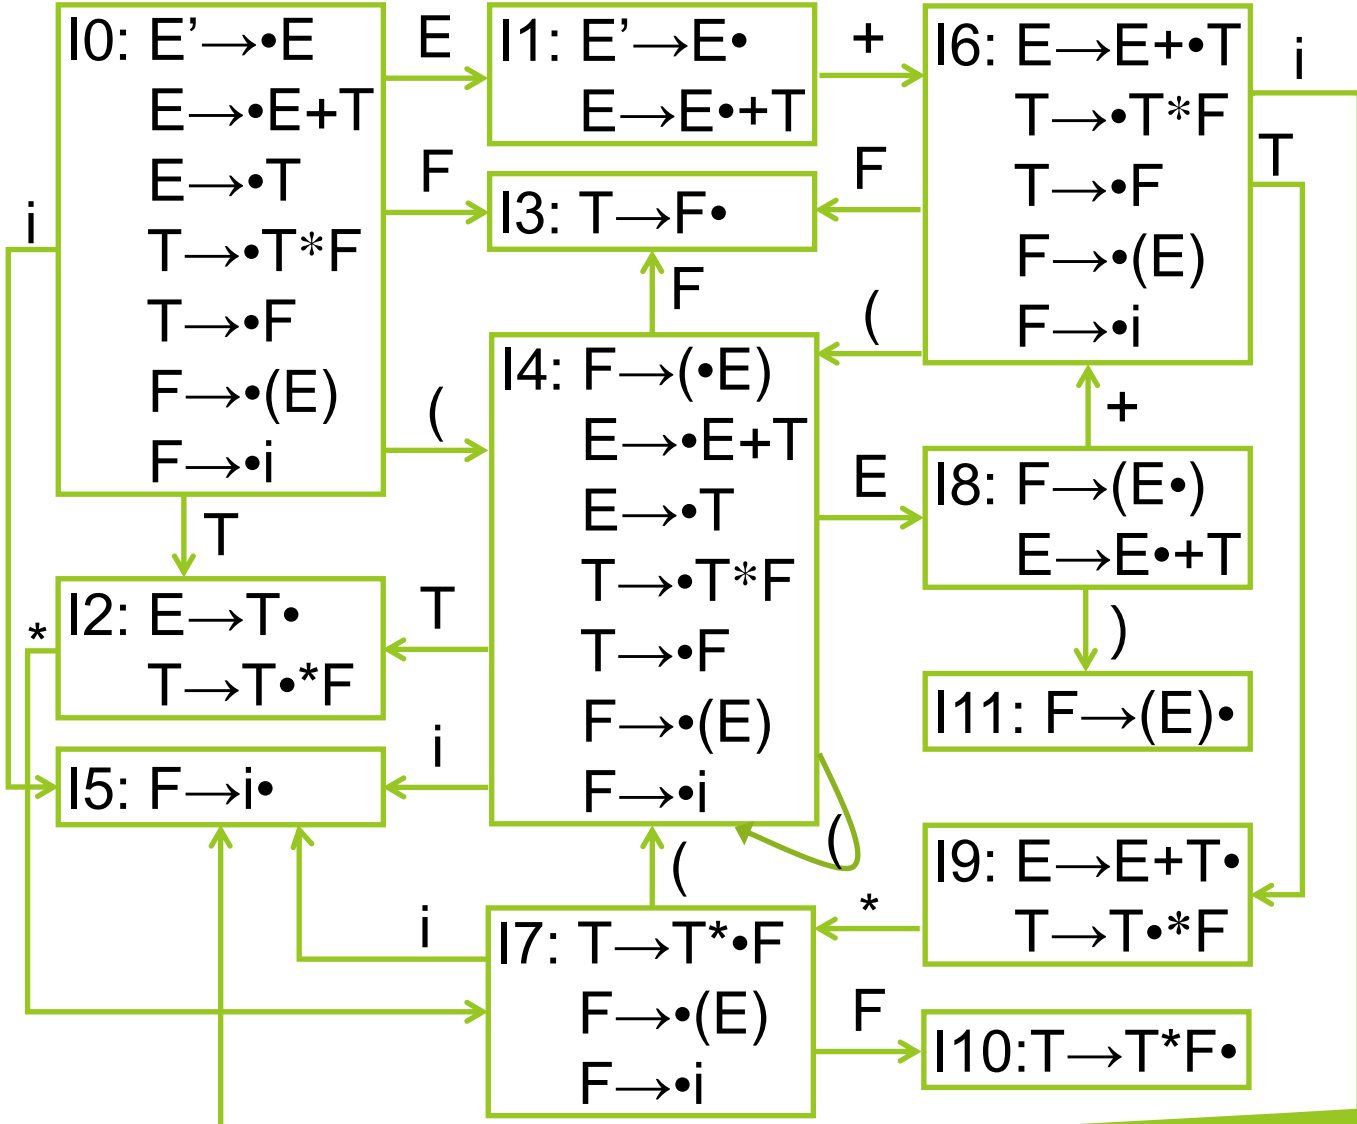 I0: E’→•E
E→•E+T
E→•T
T→•T*F
T→•F
F→•(E)
F→•i
E
I1: E’→E•
E→E•+T
+
I6: E→E+•T
T→•T*F
T→•F
F→•(E)
F→•i
i
T
F
I3: T→F•
F
i
F
(
(
I4: F→(•E)
E→•E+T
E→•T
T→•T*F
T→•F
F→•(E)
F→•i
+
E
I8: F→(E•)
E→E•+T
T
*
I2: E→T•
T→T•*F
T
)
I11: F→(E)•
i
I5: F→i•
(
(
I9: E→E+T•
T→T•*F
*
i
I7: T→T*•F
F→•(E)
F→•i
F
I10:T→T*F•